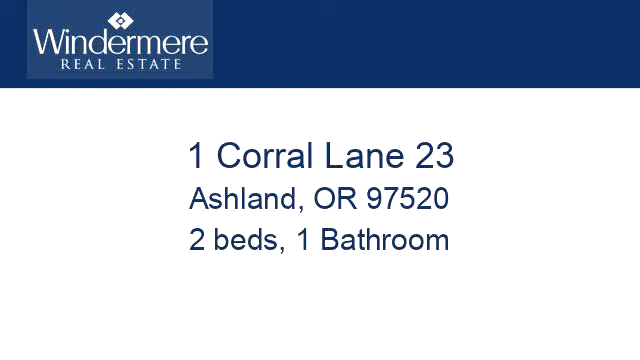 Windermere
REAL ESTATE
1 Corral Lane 23
Ashland, OR 97520
2 beds, 1 Bathroom